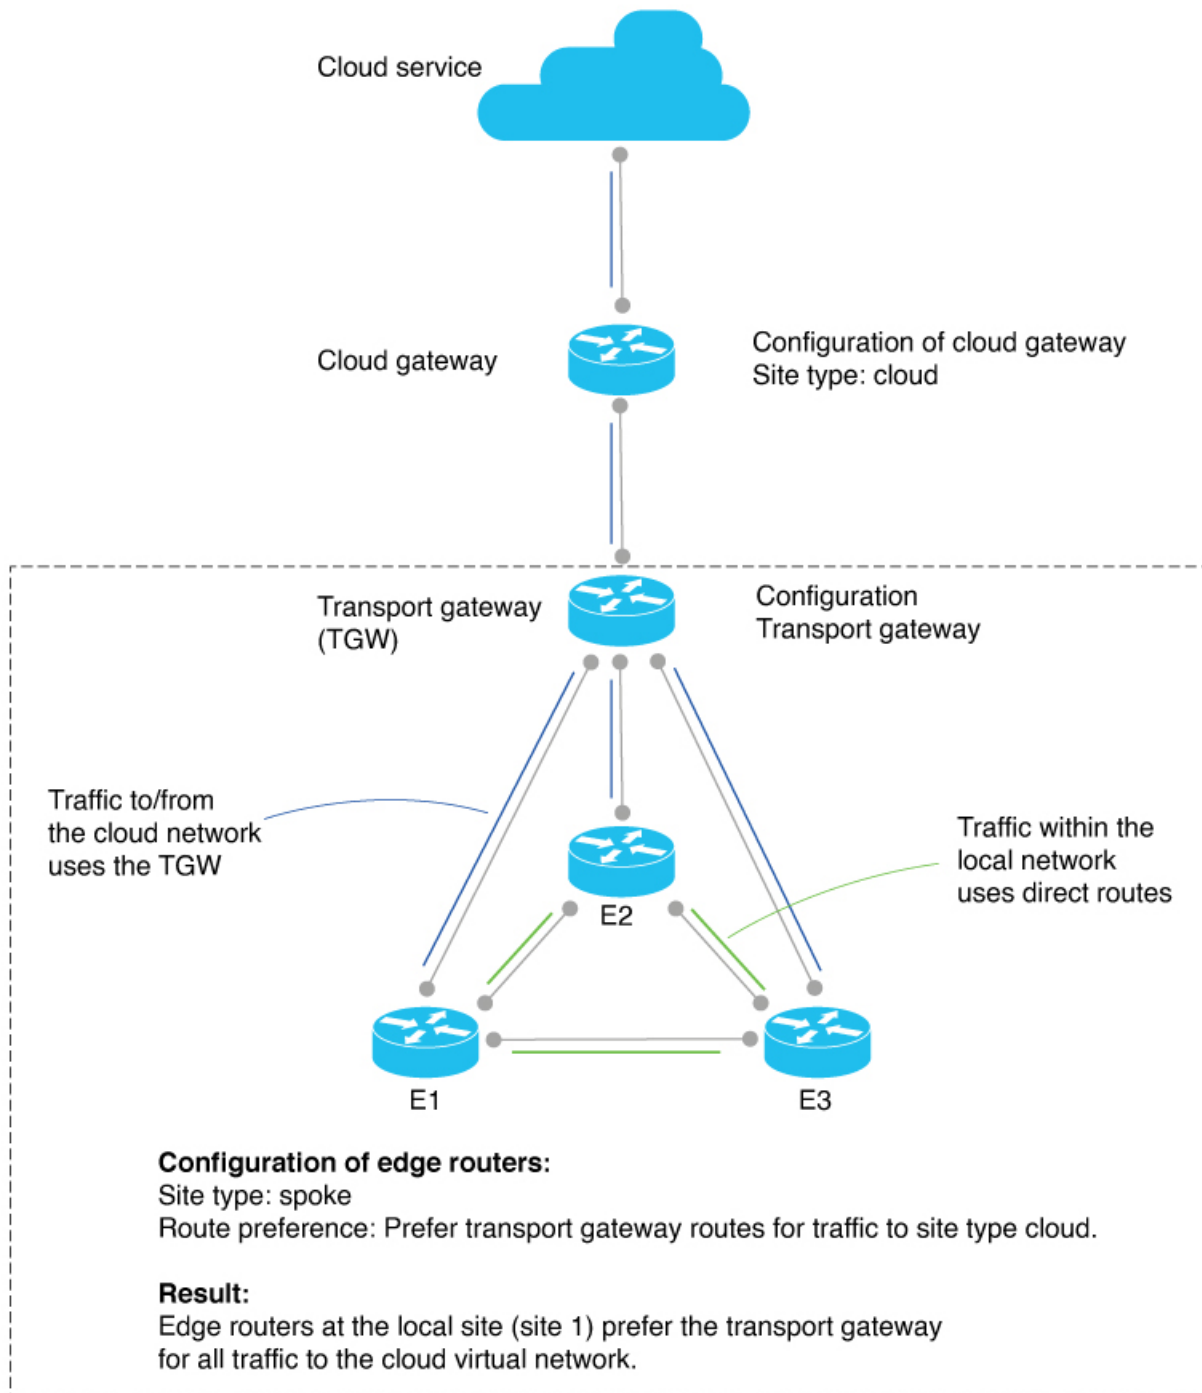 Cloud service
Cloud gateway
Configuration of cloud gateway
Site type: cloud
Transport gateway
(TGW)
Configuration
Transport gateway
Traffic to/from
the cloud network
uses the TGW
Traffic within the
local network
uses direct routes
E2
E1
E3
Configuration of edge routers:
Site type: spoke
Route preference: Prefer transport gateway routes for traffic to site type cloud.
Result:
Edge routers at the local site (site 1) prefer the transport gateway
for all traffic to the cloud virtual network.